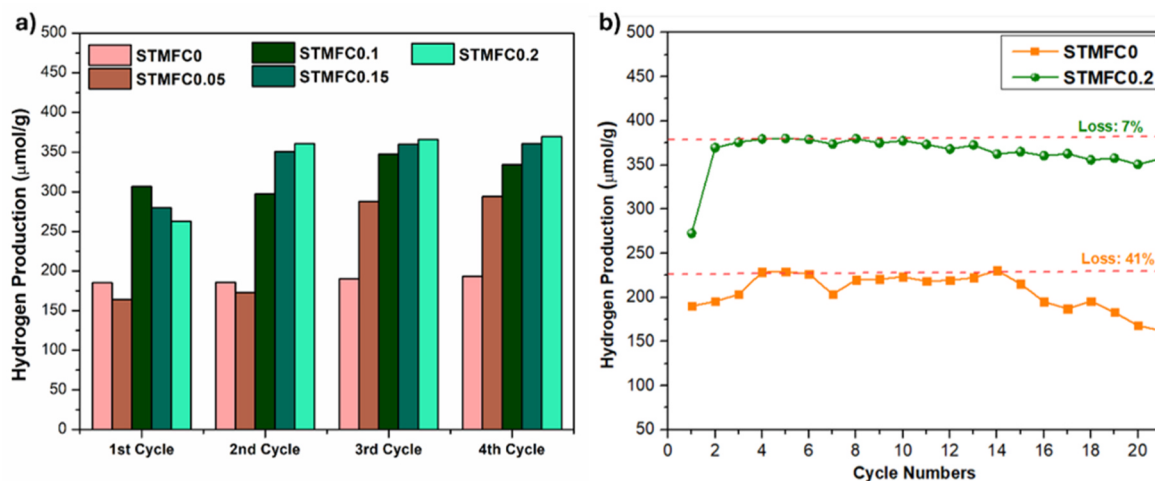 a)
500
450
400
350
300
250
200
150
100
50
0
Hydrogen Production (μmol/g)
STMFC0
STMFC0.1
STMFC0.2
STMFC0.05
STMFC0.15
1st Cycle
2nd Cycle
3rd Cycle
4th Cycle
b)
500
450
400
350
300
250
200
150
100
50
Hydrogen Production (μmol/g)
STMFC0
STMFC0.2
Loss: 7%
Loss: 41%
0 2 4 6 8 10 12 14 16 18 20
Cycle Numbers